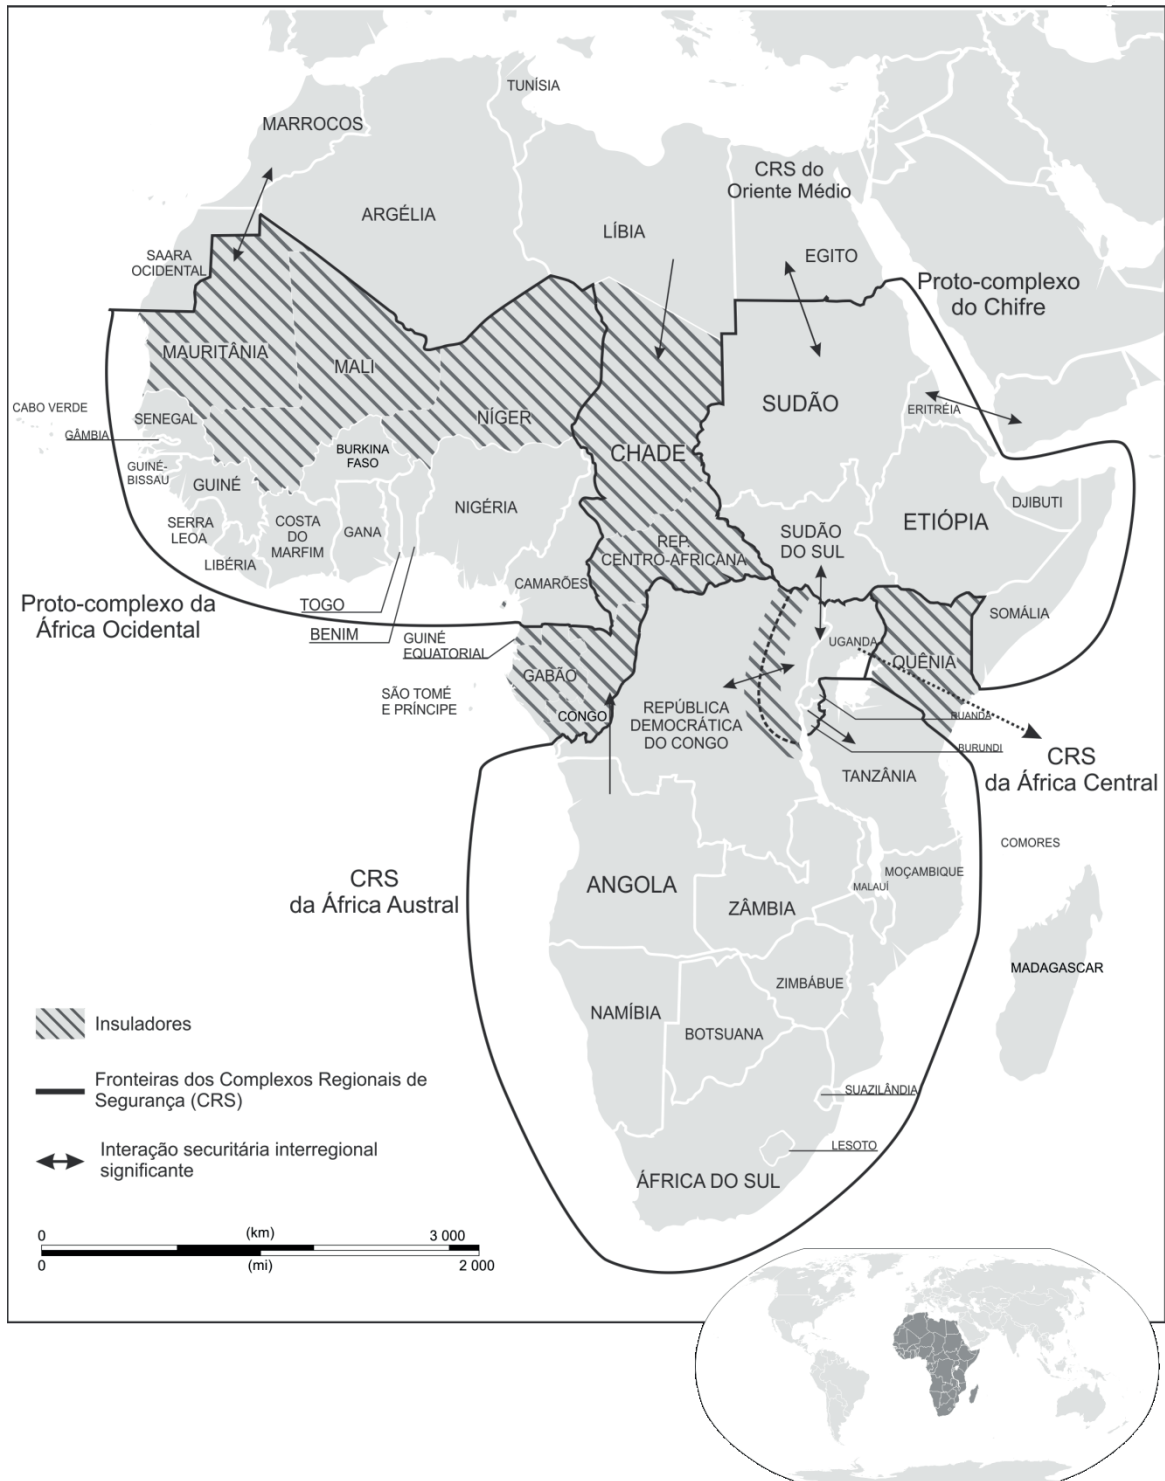 TUNÍSIA
MARROCOS
CRS do
Oriente Médio
ARGÉLIA
LÍBIA
EGITO
SAARA
OCIDENTAL
Proto-complexo
do Chifre
MAURITÂNIA
MALI
NÍGER
CHADE
SUDÃO
ERITRÉIA
CABO VERDE
GÂMBIA
SENEGAL
GUINÉ-
BISSAU
GUINÉ
BURKINA
FASO
NIGÉRIA
DJIBUTI
ETIÓPIA
SERRA
LEOA
COSTA
DO
MARFIM
GANA
LIBÉRIA
SUDÃO
DO SUL
REP.
CENTRO-AFRICANA
CAMARÕES
Proto-complexo da
África Ocidental
TOGO
BENIM
SOMÁLIA
GUINÉ
EQUATORIAL
UGANDA
QUÊNIA
GABÃO
SÃO TOMÉ
E PRÍNCIPE
CONGO
REPÚBLICA
DEMOCRÁTICA
DO CONGO
RUANDA
BURUNDI
TANZÂNIA
CRS
da África Central
COMORES
CRS
da África Austral
ANGOLA
ZÂMBIA
MALAUÍ
MOÇAMBIQUE
MADAGASCAR
ZIMBÁBUE
NAMÍBIA
BOTSUANA
SUAZILÂNDIA
LESOTO
ÁFRICA DO SUL
Insuladores
Fronteiras dos Complexos Regionais de
Segurança (CRS)
Interação securitária interregional
significante
0 (km) 3 000
0 (mi) 2 000